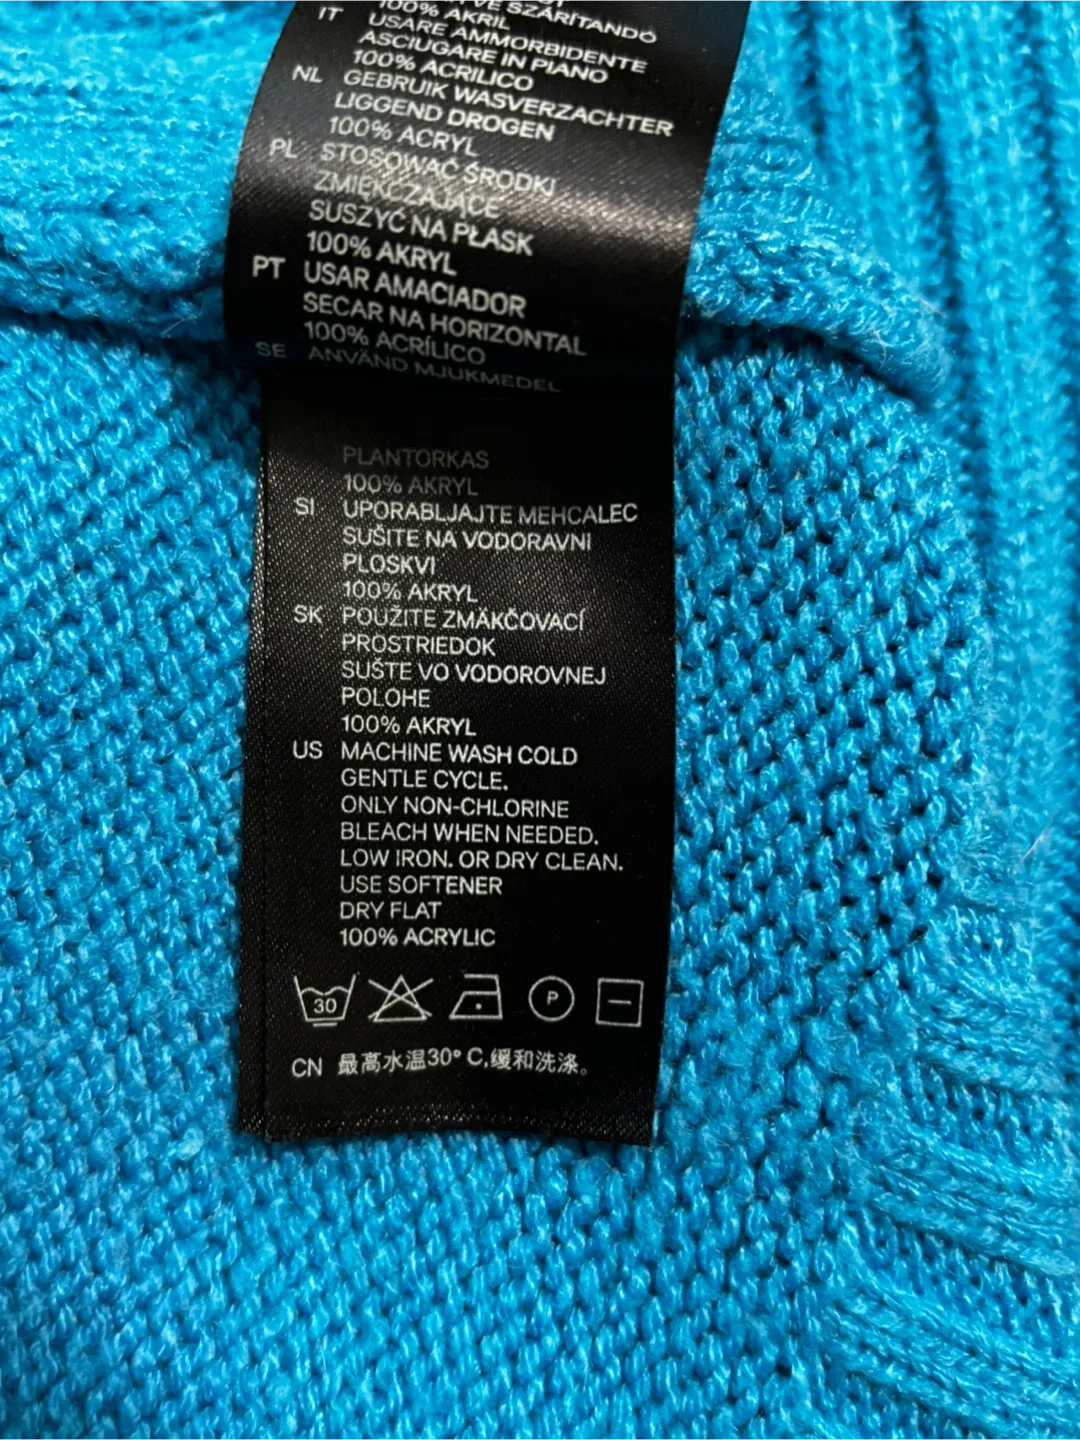 VE SZÁRÍTANDÓ
100% AKRIL
IT USARE AMMORBIDENTE
ASCIUGARE IN PIANO
100% ACRILICO
NL GEBRUIK WASVERZACHTER
LIGGEND DROGEN
100% ACRYL
PL STOSOWAĆ ŚRODKI
ZMIĘKCZAJĄCE
SUSZYĆ NA PŁASK
100% AKRYL
PT USAR AMACIADOR
SECAR NA HORIZONTAL
100% ACRÍLICO
SE ANVÄND MJUKMEDEL
PLANTORKAS
100% AKRYL
SI UPORABLJAJTE MEHCALEC
SUŠITE NA VODORAVNI
PLOSKVI
100% AKRYL
SK POUŽITE ZMÄKČOVACÍ
PROSTRIEDOK
SUŠTE VO VODOROVNEJ
POLOHE
100% AKRYL
US MACHINE WASH COLD
GENTLE CYCLE.
ONLY NON-CHLORINE
BLEACH WHEN NEEDED.
LOW IRON. OR DRY CLEAN.
USE SOFTENER
DRY FLAT
100% ACRYLIC
30 P
CN 最高水温30° C,缓和洗涤。